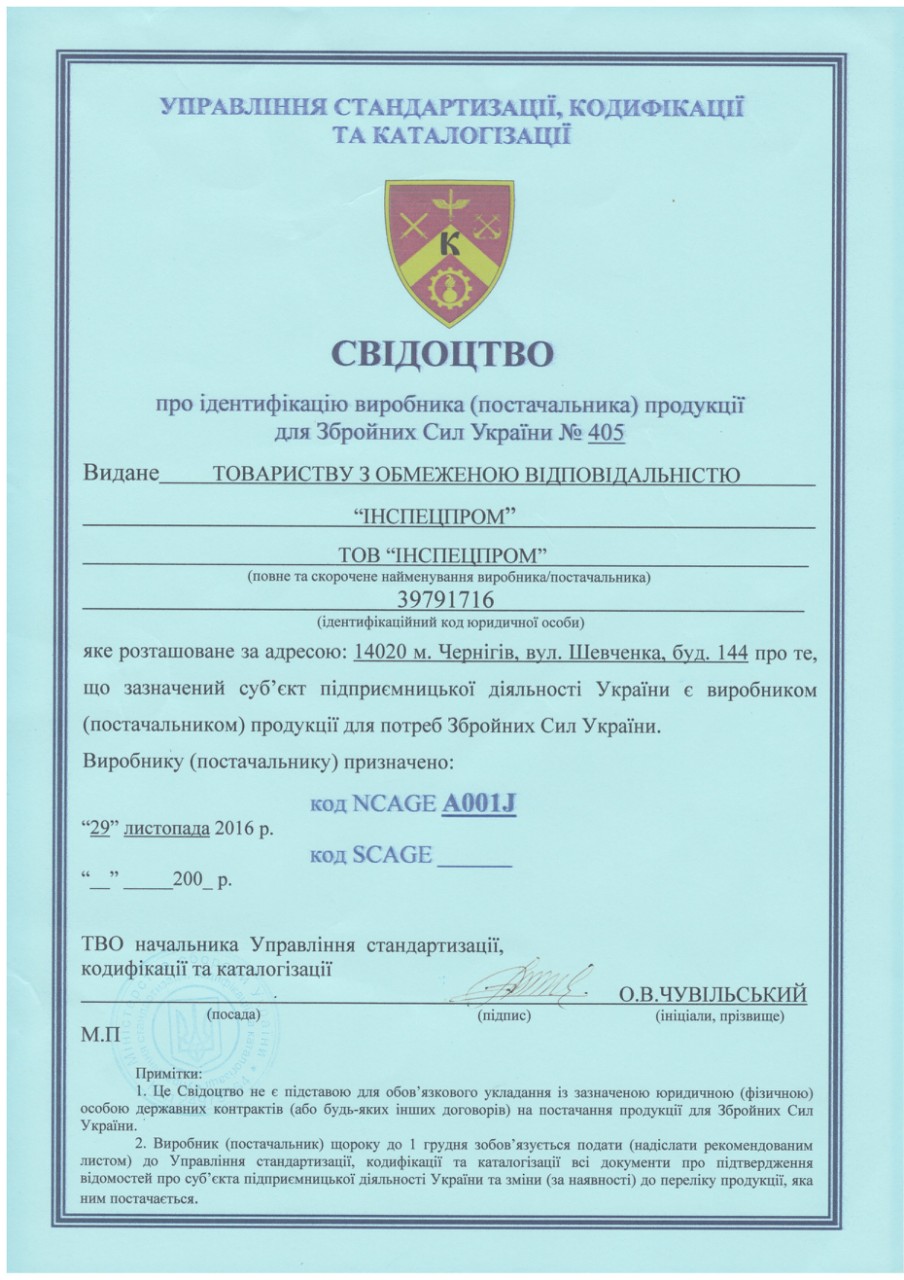 УПРАВЛІННЯ СТАНДАРТИЗАЦІЇ, КОДИФІКАЦІЇ
ТА КАТАЛОГІЗАЦІЇ
К
СВІДОЦТВО
про ідентифікацію виробника (постачальника) продукції
для Збройних Сил України № 405
Видане ТОВАРИСТВУ З ОБМЕЖЕНОЮ ВІДПОВІДАЛЬНІСТЮ
“ІНСПЕЦПРОМ”
ТОВ “ІНСПЕЦПРОМ”
(повне та скорочене найменування виробника/постачальника)
39791716
(ідентифікаційний код юридичної особи)
яке розташоване за адресою: 14020 м. Чернігів, вул. Шевченка, буд. 144 про те,
що зазначений суб’єкт підприємницької діяльності України є виробником
(постачальником) продукції для потреб Збройних Сил України.
Виробнику (постачальнику) призначено:
код NCAGE A001J
“29” листопада 2016 р.
код SCAGE ______
“__” _____200_ р.
ТВО начальника Управління стандартизації,
кодифікації та каталогізації
О.В.ЧУВІЛЬСЬКИЙ
(посада) (підпис) (ініціали, прізвище)
М.П
Примітки:
1. Це Свідоцтво не є підставою для обов’язкового укладання із зазначеною юридичною (фізичною)
особою державних контрактів (або будь-яких інших договорів) на постачання продукції для Збройних Сил
України.
2. Виробник (постачальник) щороку до 1 грудня зобов’язується подати (надіслати рекомендованим
листом) до Управління стандартизації, кодифікації та каталогізації всі документи про підтвердження
відомостей про суб’єкта підприємницької діяльності України та зміни (за наявності) до переліку продукції, яка
ним постачається.